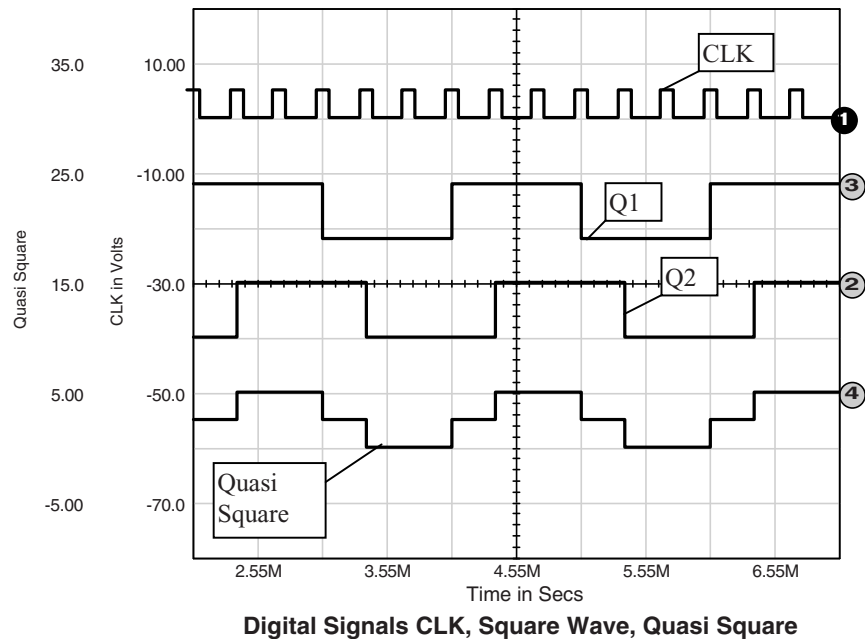 35.0
10.00
CLK
1
Quasi Square
CLK in Volts
25.0
-10.00
3
Q1
15.0
-30.0
2
Q2
5.00
-50.0
4
Quasi
Square
-5.00
-70.0
2.55M
3.55M
4.55M
5.55M
6.55M
Time in Secs
Digital Signals CLK, Square Wave, Quasi Square